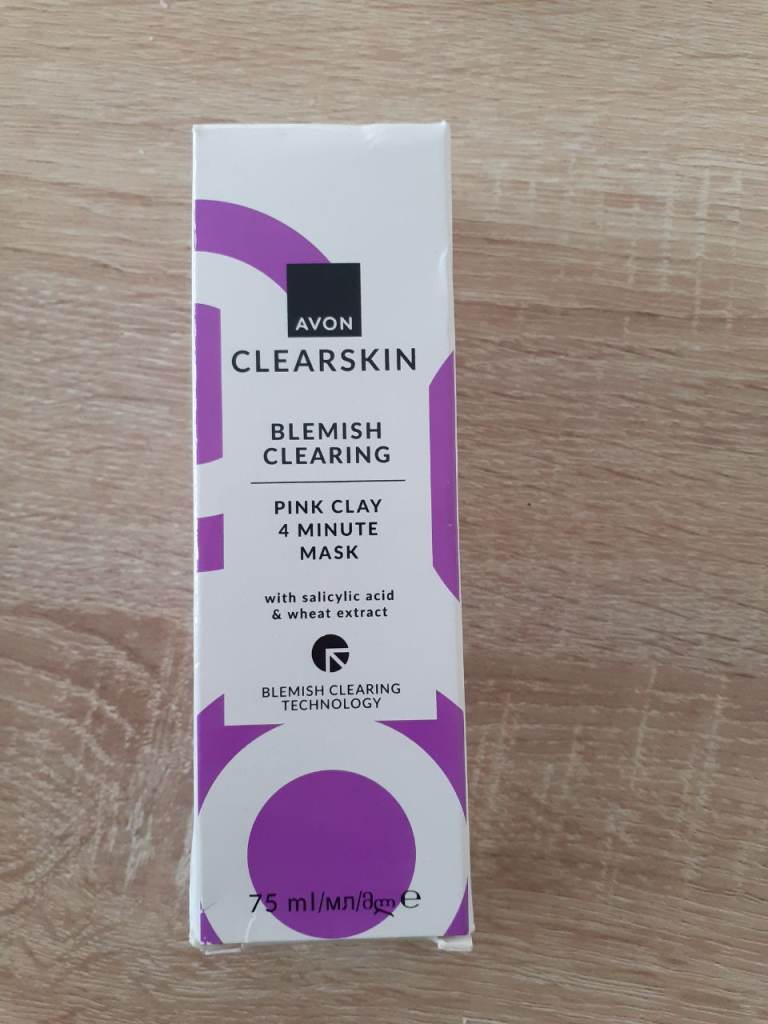 AVON
CLEARSKIN
BLEMISH
CLEARING
PINK CLAY
4 MINUTE
MASK
with salicylic acid
& wheat extract
BLEMISH CLEARING
TECHNOLOGY
75 ml/мл/მლ ℮